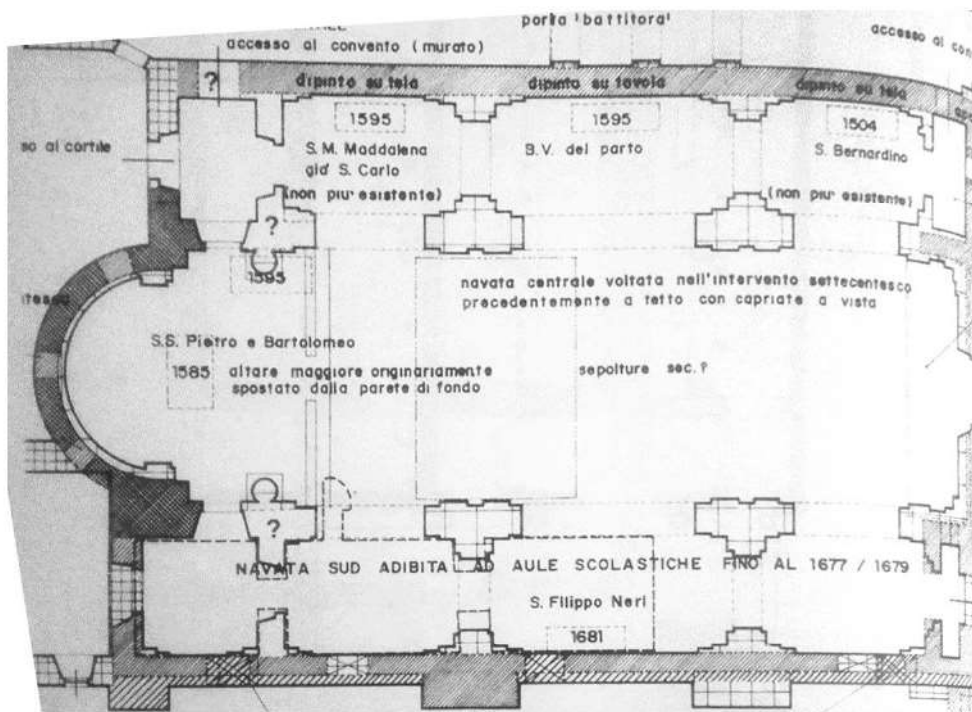 porta 'battitora'
accesso al convento (murato)
accesso al
?
dipinto su tela
dipinto su tavola
dipinto su tela
1595
1595
1504
so al cortile
S. M. Maddalena
gia' S. Carlo
(non piu' esistente)
B.V. del parto
S. Bernardino
(non piu' esistente)
?
1595
navata centrale voltata nell'intervento settecentesco
precedentemente a tetto con capriate a vista
S.S. Pietro e Bartolomeo
1585
altare maggiore originariamente
spostato dalla parete di fondo
sepolture sec. ?
?
NAVATA SUD ADIBITA AD AULE SCOLASTICHE FINO AL 1677 / 1679
S. Filippo Neri
1681